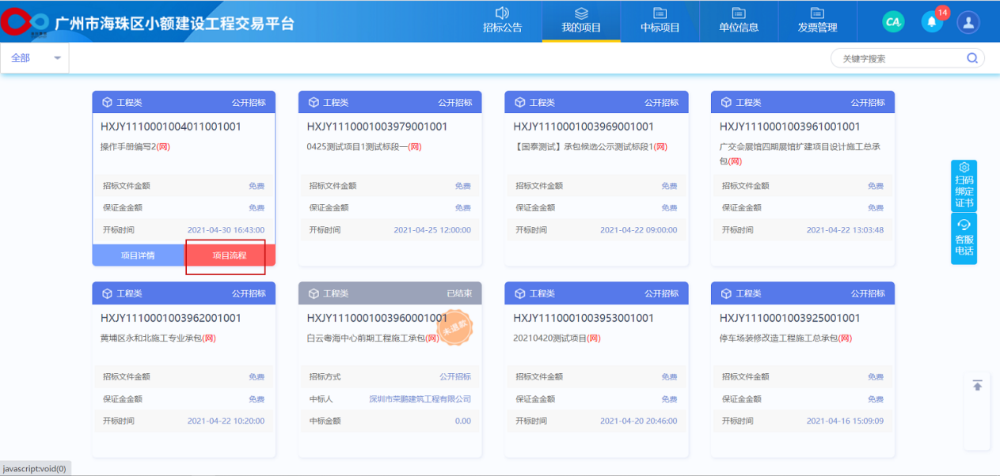 广州市海珠区小额建设工程交易平台
招标公告
我的项目
中标项目
单位信息
发票管理
CA
14
全部
关键字搜索
工程类 公开招标
HXJY1110001004011001001
操作手册编写2(网)
招标文件金额 免费
保证金金额 免费
开标时间 2021-04-30 16:43:00
项目详情 项目流程
工程类 公开招标
HXJY1110001003979001001
0425测试项目1测试标段一(网)
招标文件金额 免费
保证金金额 免费
开标时间 2021-04-25 12:00:00
工程类 公开招标
HXJY1110001003969001001
【国泰测试】承包候选公示测试标段1(网)
招标文件金额 免费
保证金金额 免费
开标时间 2021-04-22 09:00:00
工程类 公开招标
HXJY1110001003961001001
广交会展馆四期展馆扩建项目设计施工总承
包(网)
招标文件金额 免费
保证金金额 免费
开标时间 2021-04-22 13:03:48
扫码
绑定
证书
客服
电话
工程类 公开招标
HXJY1110001003962001001
黄埔区永和北施工专业承包(网)
招标文件金额 免费
保证金金额 免费
开标时间 2021-04-22 10:20:00
工程类 已结束
HXJY1110001003960001001
未退款
白云粤海中心前期工程施工承包(网)
招标方式 公开招标
中标人 深圳市荣鹏建筑工程有限公司
中标金额 0.00
工程类 公开招标
HXJY1110001003953001001
20210420测试项目(网)
招标文件金额 免费
保证金金额 免费
开标时间 2021-04-20 20:46:00
工程类 公开招标
HXJY1110001003925001001
停车场装修改造工程施工总承包(网)
招标文件金额 免费
保证金金额 免费
开标时间 2021-04-16 15:09:09
javascript:void(0)